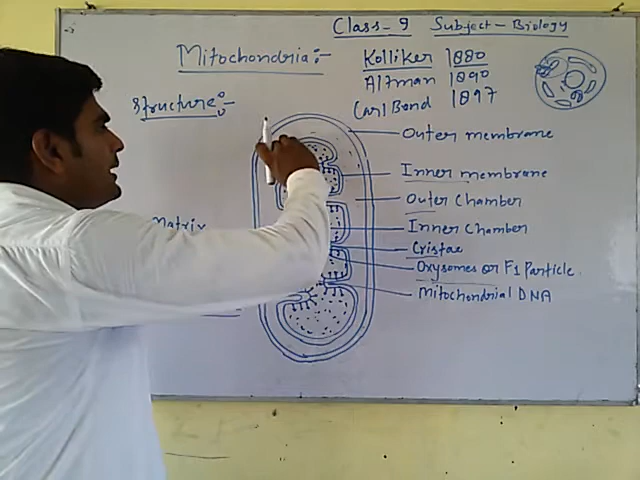 Class-9 Subject-Biology
Mitochondria:-
Kolliker 1880
Altman 1890
Carl Bond 1897
Structure:-
Outer membrane
Inner membrane
Outer Chamber
Matrix
Inner Chamber
Cristae
Oxysomes or F1 Particle
Mitochondrial DNA